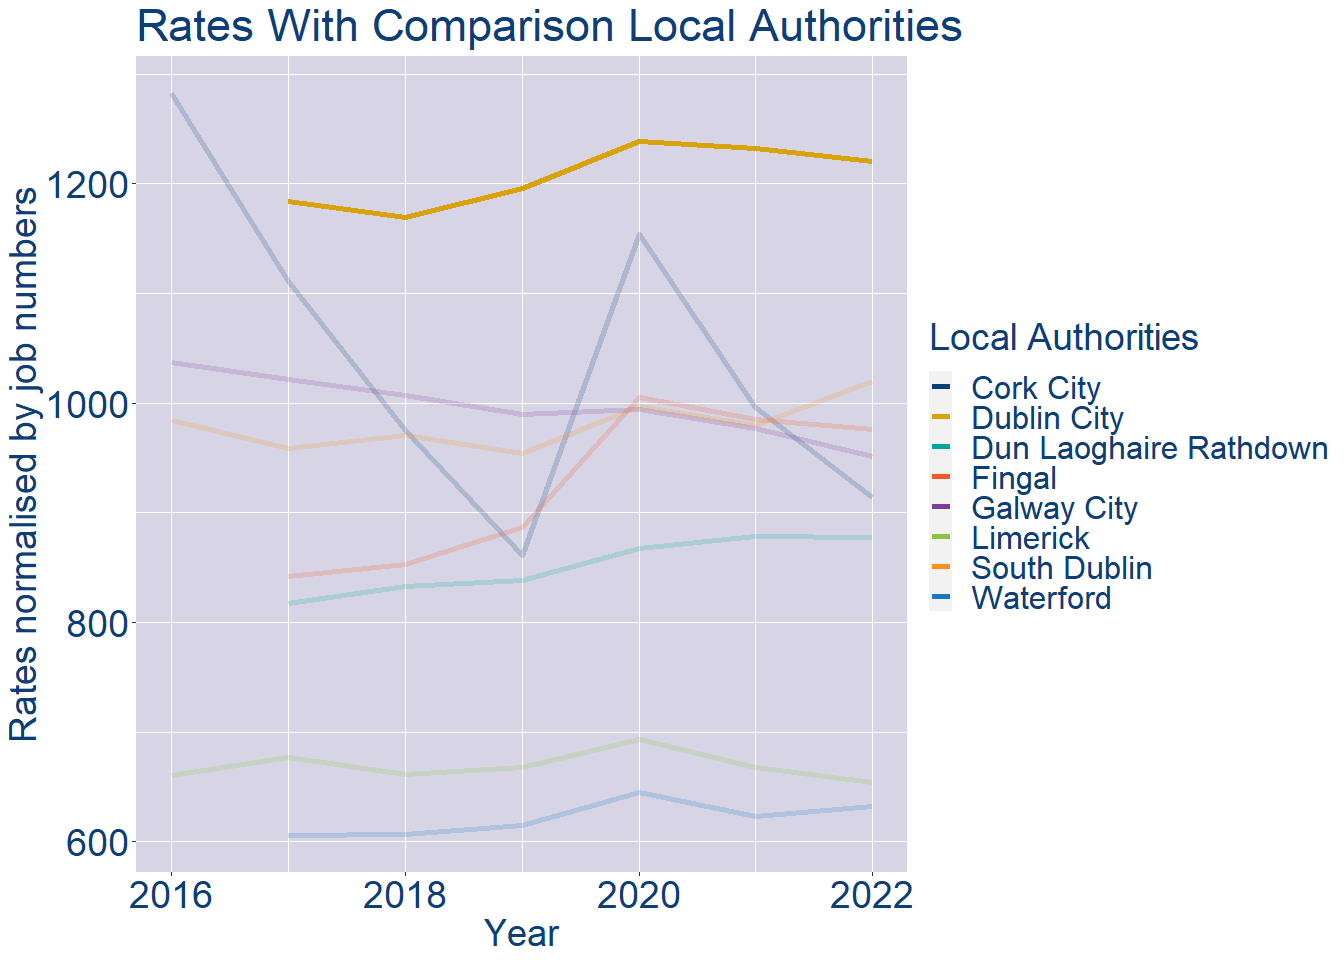 Rates With Comparison Local Authorities
Rates normalised by job numbers
1200
1000
800
600
2016 2018 2020 2022
Year
Local Authorities
Cork City
Dublin City
Dun Laoghaire Rathdown
Fingal
Galway City
Limerick
South Dublin
Waterford